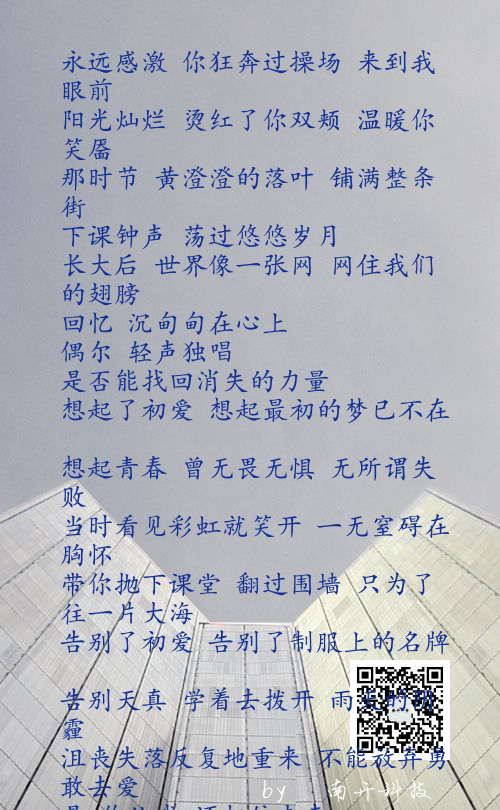 永远感激 你狂奔过操场 来到我
眼前
阳光灿烂 烫红了你双颊 温暖你
笑靥
那时节 黄澄澄的落叶 铺满整条
街
下课钟声 荡过悠悠岁月
长大后 世界像一张网 网住我们
的翅膀
回忆 沉甸甸在心上
偶尔 轻声独唱
是否能找回消失的力量
想起了初爱 想起最初的梦已不在
想起青春 曾无畏无惧 无所谓失
败
当时看见彩虹就笑开 一无窒碍在
胸怀
带你抛下课堂 翻过围墙 只为了
往一片大海
告别了初爱 告别了制服上的名牌
告别天真 学着去拨开 雨 的阴
霾
沮丧失落反复地重来 不能放弃勇
敢去爱
by 南开科技